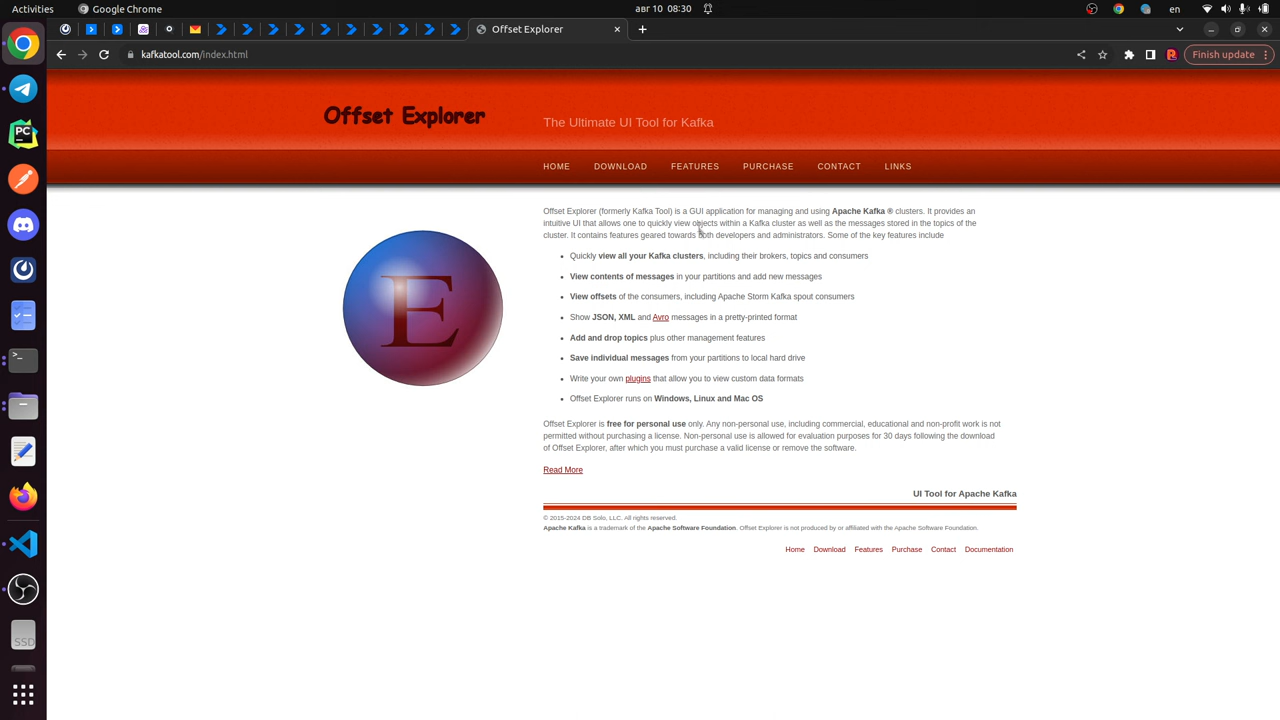 Offset Explorer
kafkatool.com/index.html
Finish update
Offset Explorer
The Ultimate UI Tool for Kafka
HOME DOWNLOAD FEATURES PURCHASE CONTACT LINKS
Offset Explorer (formerly Kafka Tool) is a GUI application for managing and using Apache Kafka ® clusters. It provides an
intuitive UI that allows one to quickly view objects within a Kafka cluster as well as the messages stored in the topics of the
cluster. It contains features geared towards both developers and administrators. Some of the key features include
• Quickly view all your Kafka clusters, including their brokers, topics and consumers
• View contents of messages in your partitions and add new messages
• View offsets of the consumers, including Apache Storm Kafka spout consumers
• Show JSON, XML and Avro messages in a pretty-printed format
• Add and drop topics plus other management features
• Save individual messages from your partitions to local hard drive
• Write your own plugins that allow you to view custom data formats
• Offset Explorer runs on Windows, Linux and Mac OS
E
Offset Explorer is free for personal use only. Any non-personal use, including commercial, educational and non-profit work is not
permitted without purchasing a license. Non-personal use is allowed for evaluation purposes for 30 days following the download
of Offset Explorer, after which you must purchase a valid license or remove the software.
Read More
UI Tool for Apache Kafka
© 2015-2024 DB Solo, LLC. All rights reserved.
Apache Kafka is a trademark of the Apache Software Foundation. Offset Explorer is not produced by or affiliated with the Apache Software Foundation.
Home Download Features Purchase Contact Documentation
PC
SSD